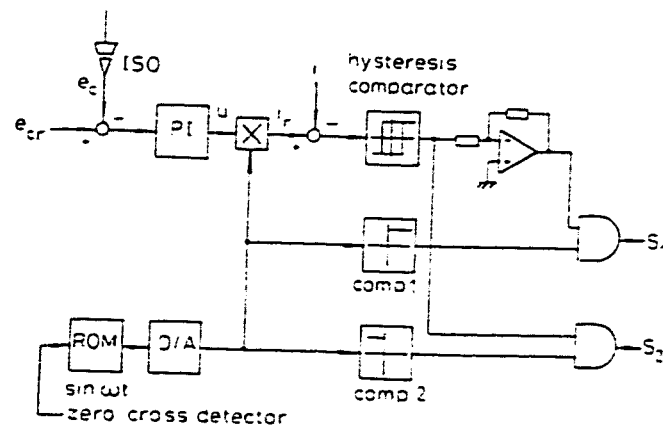 ISO
hysteresis
comparator
e_c
-
e_cr
+
PI
u
×
i_r
+
-
i
comp.1
S_1
ROM
D/A
sin ωt
comp.2
S_2
zero cross detector